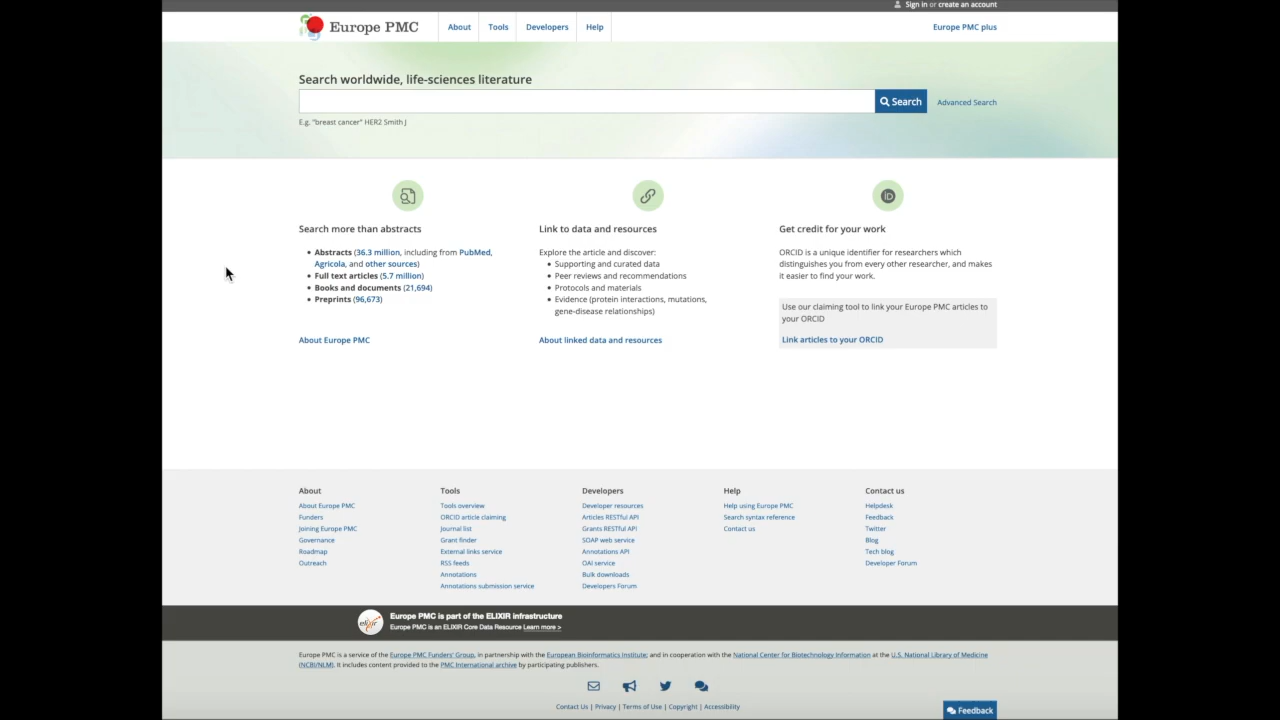 Sign in or create an account
Europe PMC
About
Tools
Developers
Help
Europe PMC plus
Search worldwide, life-sciences literature
Search
Advanced Search
E.g. "breast cancer" HER2 Smith J
iD
Search more than abstracts
Abstracts (36.3 million, including from PubMed,
Agricola, and other sources)
Full text articles (5.7 million)
Books and documents (21,694)
Preprints (96,673)
About Europe PMC
Link to data and resources
Explore the article and discover:
Supporting and curated data
Peer reviews and recommendations
Protocols and materials
Evidence (protein interactions, mutations,
gene-disease relationships)
About linked data and resources
Get credit for your work
ORCID is a unique identifier for researchers which
distinguishes you from every other researcher, and makes
it easier to find your work.
Use our claiming tool to link your Europe PMC articles to
your ORCID
Link articles to your ORCID
About
About Europe PMC
Funders
Joining Europe PMC
Governance
Roadmap
Outreach
Tools
Tools overview
ORCID article claiming
Journal list
Grant finder
External links service
RSS feeds
Annotations
Annotations submission service
Developers
Developer resources
Articles RESTful API
Grants RESTful API
SOAP web service
Annotations API
OAI service
Bulk downloads
Developers Forum
Help
Help using Europe PMC
Search syntax reference
Contact us
Contact us
Helpdesk
Feedback
Twitter
Blog
Tech blog
Developer Forum
elixir
Europe PMC is part of the ELIXIR infrastructure
Europe PMC is an ELIXIR Core Data Resource Learn more >
Europe PMC is a service of the Europe PMC Funders' Group, in partnership with the European Bioinformatics Institute; and in cooperation with the National Center for Biotechnology Information at the U.S. National Library of Medicine
(NCBI/NLM). It includes content provided to the PMC International archive by participating publishers.
Contact Us | Privacy | Terms of Use | Copyright | Accessibility
Feedback